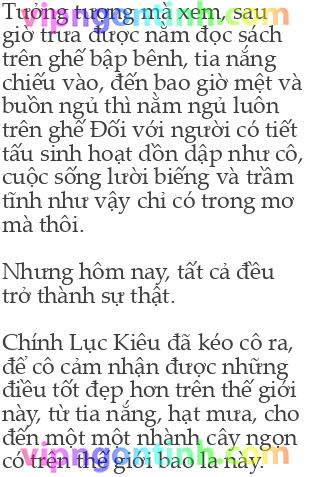 Tưởng tượng mà xem, sau
giờ trưa được nằm đọc sách
trên ghế bập bênh, tia nắng
chiếu vào, đến bao giờ mệt và
buồn ngủ thì nằm ngủ luôn
trên ghế Đối với người có tiết
tấu sinh hoạt dồn dập như cô,
cuộc sống lười biếng và trầm
tĩnh như vậy chỉ có trong mơ
mà thôi.
Nhưng hôm nay, tất cả đều
trở thành sự thật.
Chính Lục Kiêu đã kéo cô ra,
để cô cảm nhận được những
điều tốt đẹp hơn trên thế giới
này, từ tia nắng, hạt mưa, cho
đến một một nhành cây ngọn
có trên thế giới bao la này.
vipngontinh.com
vipngontinh.com